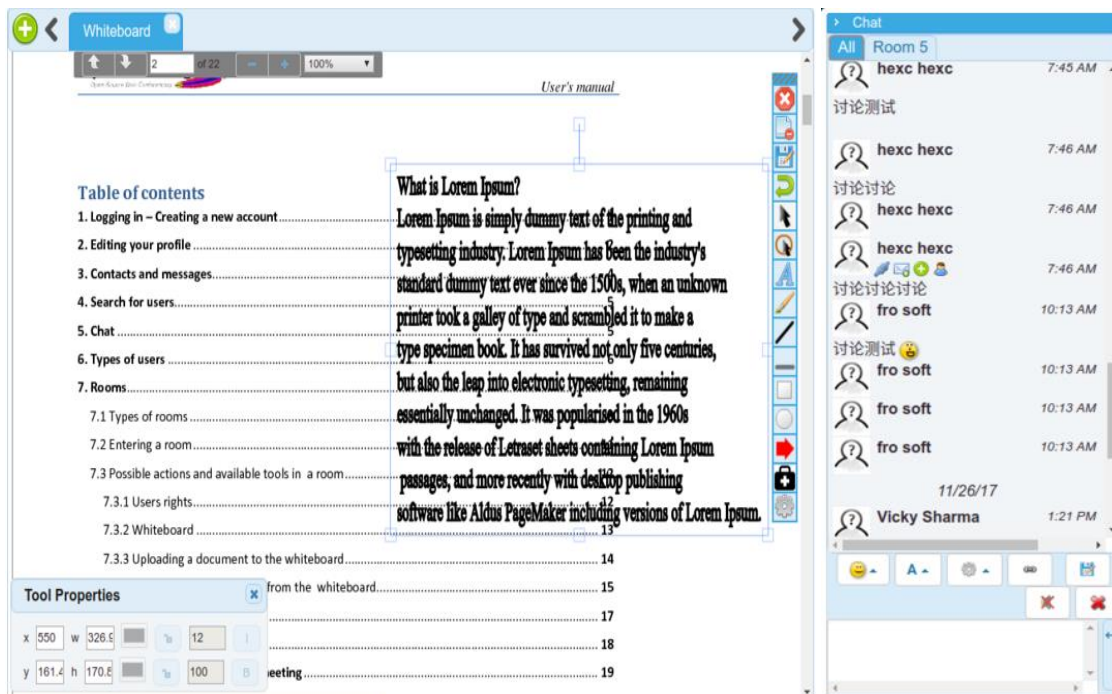 Whiteboard
2 of 22 100%
User's manual
Table of contents
1. Logging in – Creating a new account
2. Editing your profile
3. Contacts and messages
4. Search for users 5
5. Chat
6. Types of users
7. Rooms
7.1 Types of rooms
7.2 Entering a room
7.3 Possible actions and available tools in a room
7.3.1 Users rights 12
7.3.2 Whiteboard 13
7.3.3 Uploading a document to the whiteboard 14
from the whiteboard 15
17
18
eeting 19
What is Lorem Ipsum?
Lorem Ipsum is simply dummy text of the printing and
typesetting industry. Lorem Ipsum has been the industry's
standard dummy text ever since the 1500s, when an unknown
printer took a galley of type and scrambled it to make a
type specimen book. It has survived not only five centuries,
but also the leap into electronic typesetting, remaining
essentially unchanged. It was popularised in the 1960s
with the release of Letraset sheets containing Lorem Ipsum
passages, and more recently with desktop publishing
software like Aldus PageMaker including versions of Lorem Ipsum.
Tool Properties
x 550 w 326.9 12 I
y 161.4 h 170.8 100 B
Chat
All Room 5
hexc hexc 7:45 AM
讨论测试
hexc hexc 7:46 AM
讨论讨论
hexc hexc 7:46 AM
hexc hexc
7:46 AM
讨论讨论讨论
fro soft 10:13 AM
讨论测试
fro soft 10:13 AM
fro soft 10:13 AM
fro soft 10:13 AM
11/26/17
Vicky Sharma 1:21 PM
A